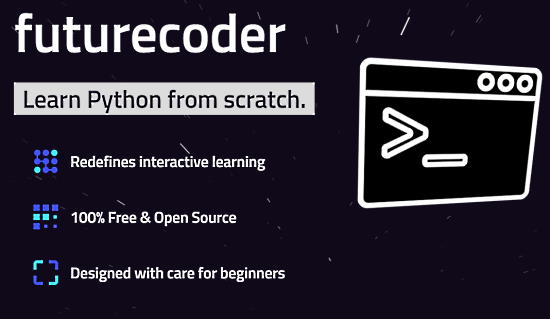 futurecoder
Learn Python from scratch.
Redefines interactive learning
100% Free & Open Source
Designed with care for beginners